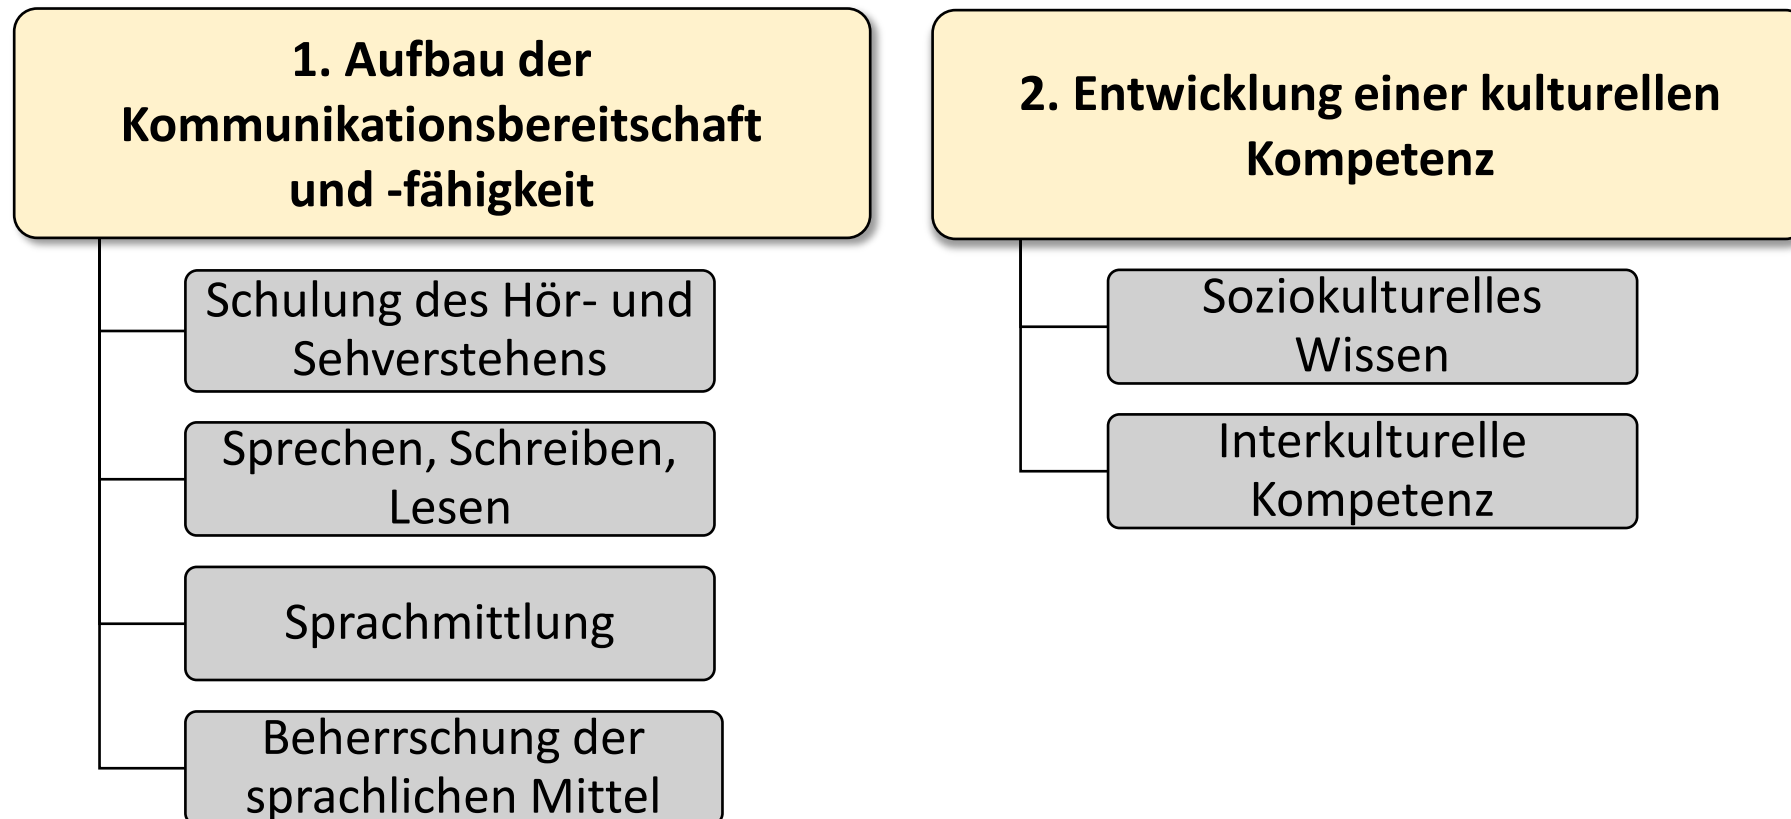 1. Aufbau der
Kommunikationsbereitschaft
und -fähigkeit
Schulung des Hör- und
Sehverstehens
Sprechen, Schreiben,
Lesen
Sprachmittlung
Beherrschung der
sprachlichen Mittel
2. Entwicklung einer kulturellen
Kompetenz
Soziokulturelles
Wissen
Interkulturelle
Kompetenz